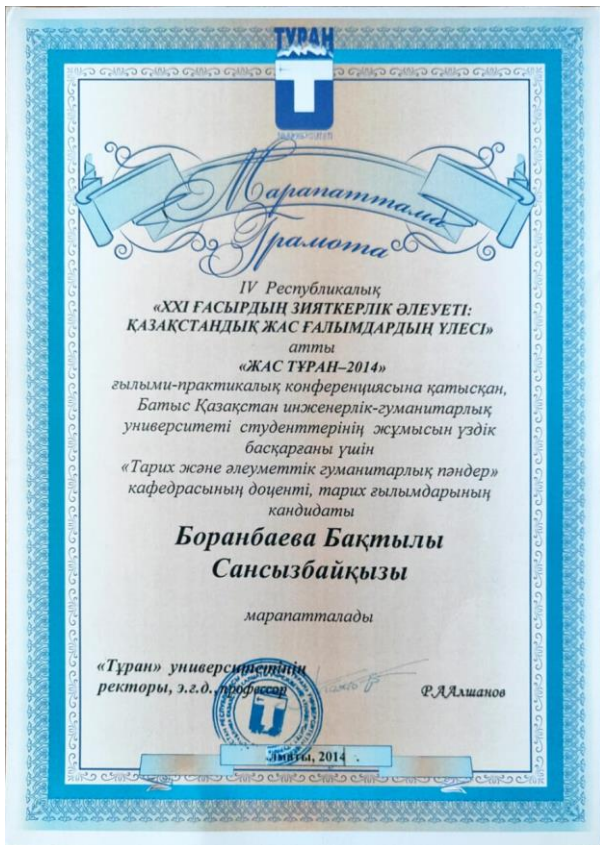 ТҰРАН
Марапаттама
Грамота
IV Республикалық
«ХХІ ҒАСЫРДЫҢ ЗИЯТКЕРЛІК ӘЛЕУЕТІ:
ҚАЗАҚСТАНДЫҚ ЖАС ҒАЛЫМДАРДЫҢ ҮЛЕСІ»
атты
«ЖАС ТҰРАН–2014»
ғылыми-практикалық конференциясына қатысқан,
Батыс Қазақстан инженерлік-гуманитарлық
университеті студенттерінің жұмысын үздік
басқарғаны үшін
«Тарих және әлеуметтік гуманитарлық пәндер»
кафедрасының доценті, тарих ғылымдарының
кандидаты
Боранбаева Бақтылы
Сансызбайқызы
марапатталады
«Тұран» университетінің
ректоры, э.ғ.д., профессор Р.А.Алшанов
Алматы, 2014